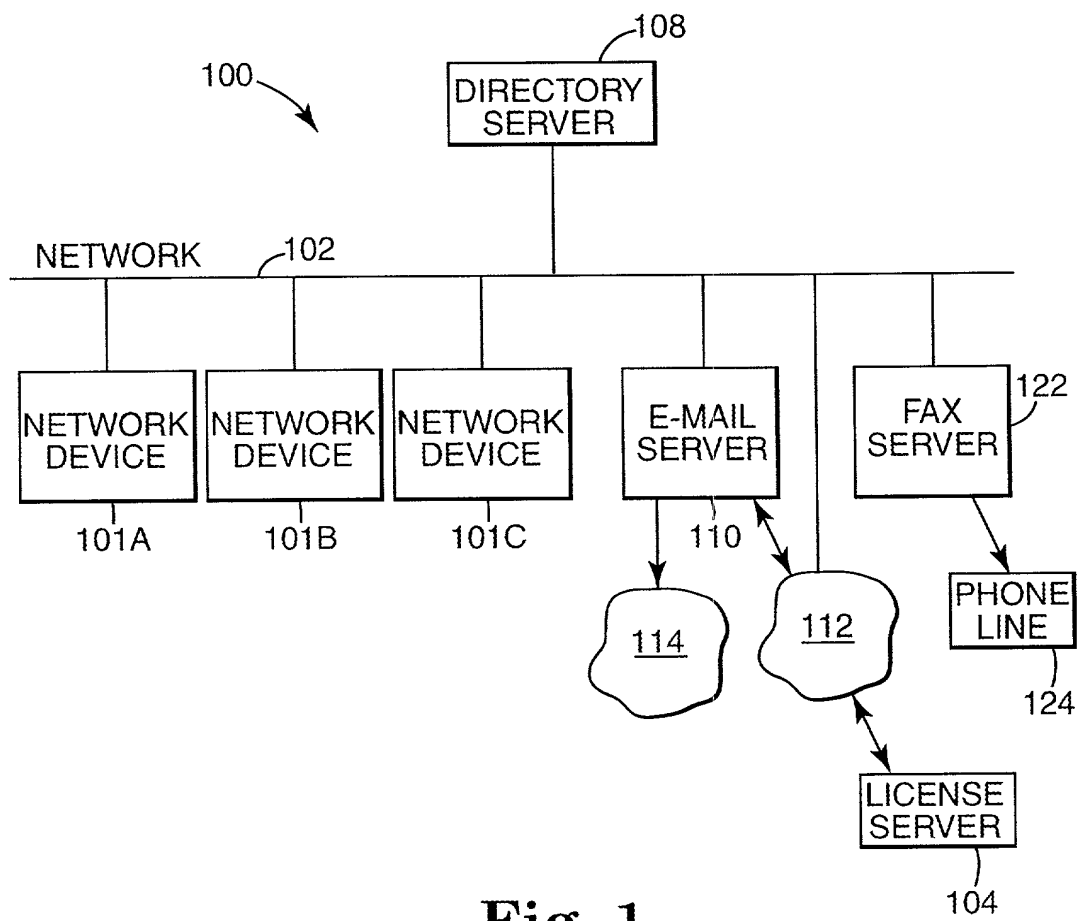 108
100
DIRECTORY
SERVER
NETWORK
102
NETWORK
DEVICE
101A
NETWORK
DEVICE
101B
NETWORK
DEVICE
101C
E-MAIL
SERVER
110
FAX
SERVER
122
114
112
PHONE
LINE
124
LICENSE
SERVER
104
Fig. 1